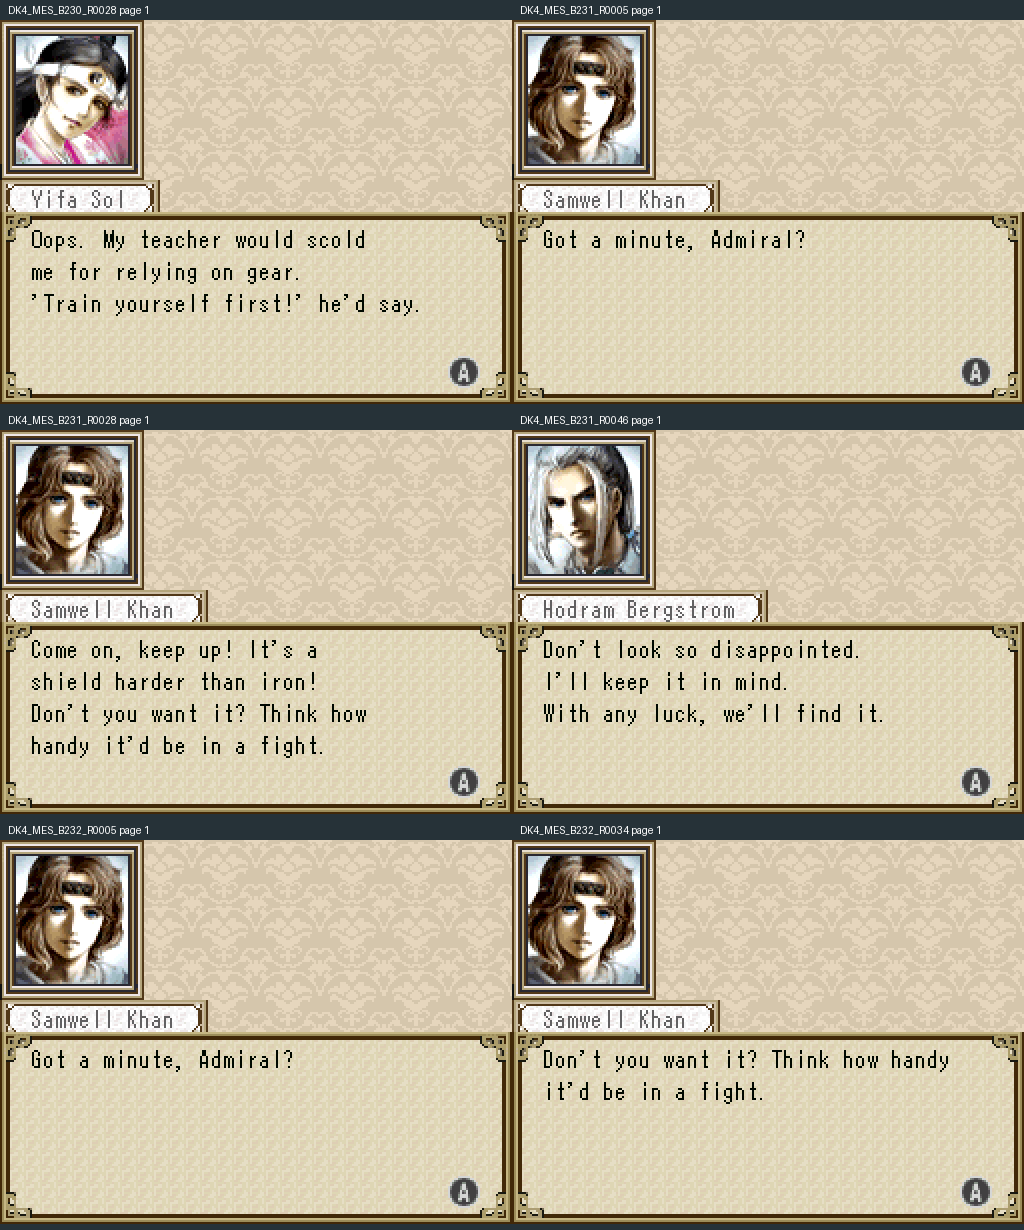 DK4_MES_B230_R0028 page 1
Yifa Sol
Oops. My teacher would scold
me for relying on gear.
'Train yourself first!' he'd say.
A
DK4_MES_B231_R0005 page 1
Samwell Khan
Got a minute, Admiral?
A
DK4_MES_B231_R0028 page 1
Samwell Khan
Come on, keep up! It's a
shield harder than iron!
Don't you want it? Think how
handy it'd be in a fight.
A
DK4_MES_B231_R0046 page 1
Hodram Bergstrom
Don't look so disappointed.
I'll keep it in mind.
With any luck, we'll find it.
A
DK4_MES_B232_R0005 page 1
Samwell Khan
Got a minute, Admiral?
A
DK4_MES_B232_R0034 page 1
Samwell Khan
Don't you want it? Think how handy
it'd be in a fight.
A